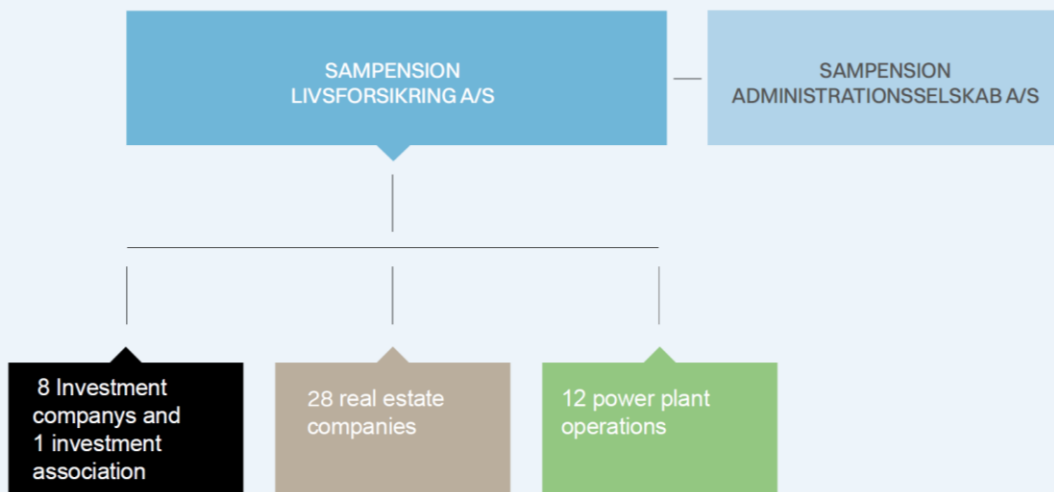 SAMPENSION
LIVSFORSIKRING A/S
SAMPENSION
ADMINISTRATIONSSELSKAB A/S
8 Investment
companys and
1 investment
association
28 real estate
companies
12 power plant
operations